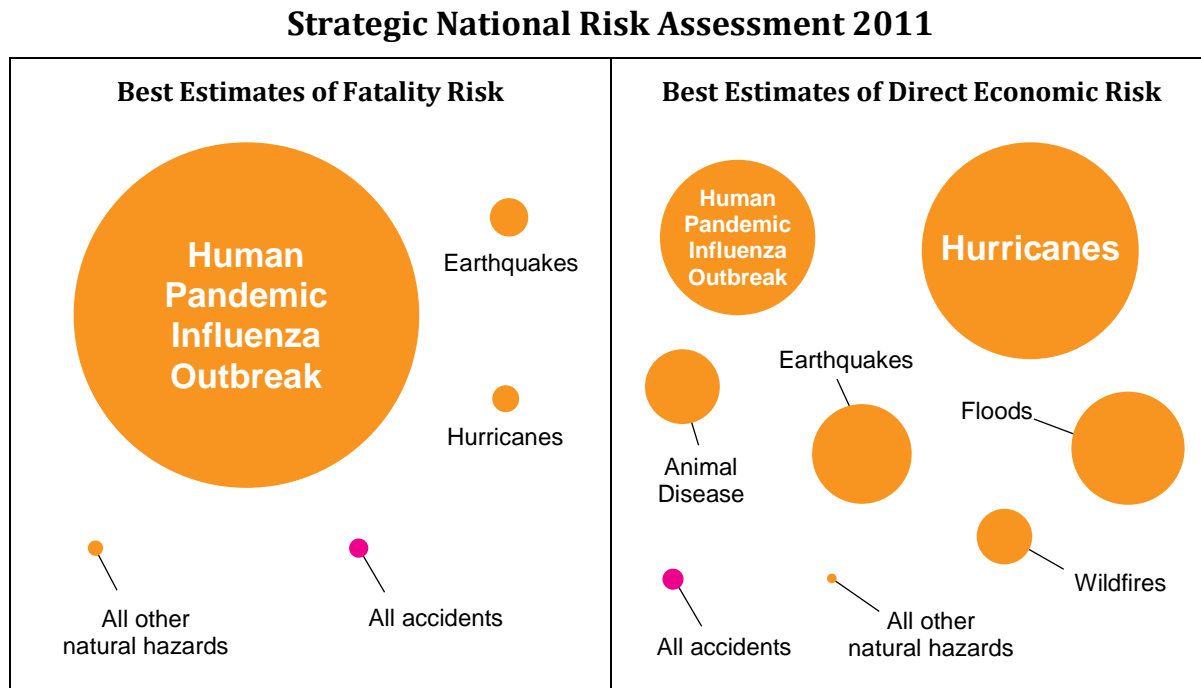 Strategic National Risk Assessment 2011
Best Estimates of Fatality Risk
Human
Pandemic
Influenza
Outbreak
Earthquakes
Hurricanes
All other
natural hazards
All accidents
Best Estimates of Direct Economic Risk
Human
Pandemic
Influenza
Outbreak
Hurricanes
Earthquakes
Floods
Animal
Disease
Wildfires
All accidents
All other
natural hazards